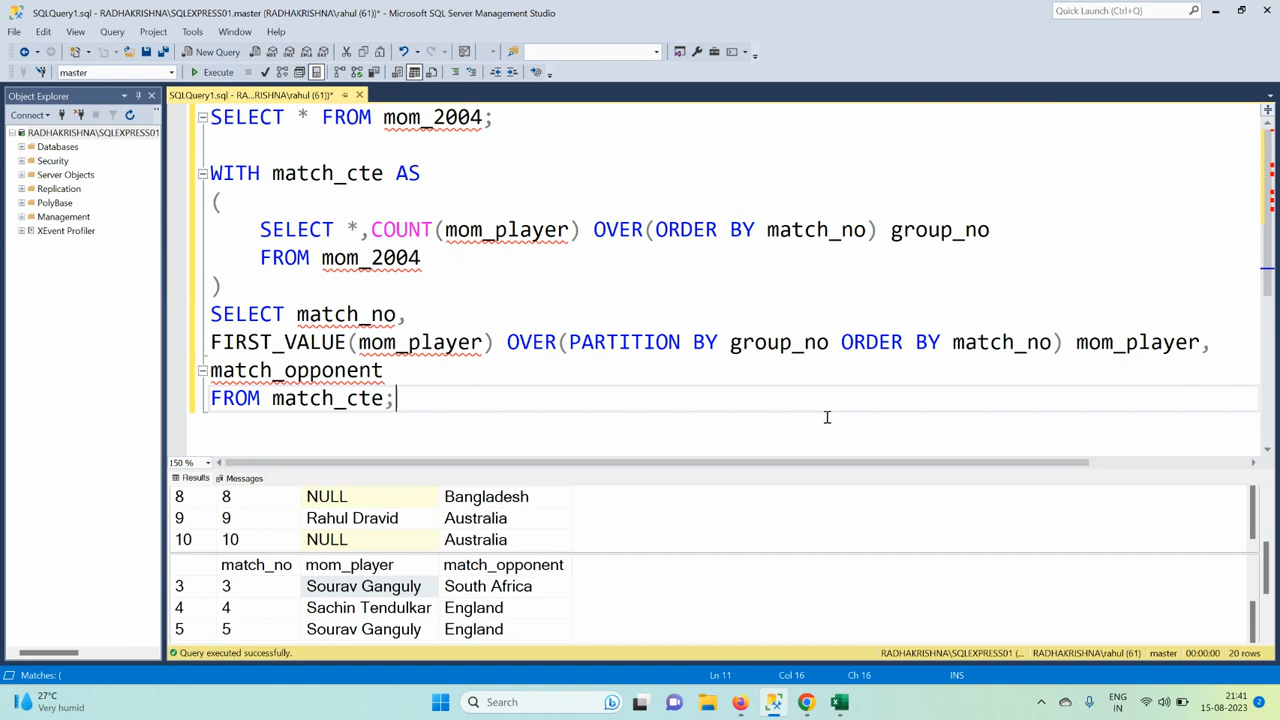 SQLQuery1.sql - RADHAKRISHNA\SQLEXPRESS01.master (RADHAKRISHNA\rahul (61))* - Microsoft SQL Server Management Studio
Quick Launch (Ctrl+Q)
File Edit View Query Project Tools Window Help
New Query
master
Execute
Object Explorer
SQLQuery1.sql - RA...RISHNA\rahul (61))*
Connect
RADHAKRISHNA\SQLEXPRESS01
Databases
Security
Server Objects
Replication
PolyBase
Management
XEvent Profiler
SELECT * FROM mom_2004;
WITH match_cte AS
(
SELECT *,COUNT(mom_player) OVER(ORDER BY match_no) group_no
FROM mom_2004
)
SELECT match_no,
FIRST_VALUE(mom_player) OVER(PARTITION BY group_no ORDER BY match_no) mom_player,
match_opponent
FROM match_cte;
150 %
Results Messages
8 8 NULL Bangladesh
9 9 Rahul Dravid Australia
10 10 NULL Australia
match_no mom_player match_opponent
3 3 Sourav Ganguly South Africa
4 4 Sachin Tendulkar England
5 5 Sourav Ganguly England
Query executed successfully.
RADHAKRISHNA\SQLEXPRESS01 (... RADHAKRISHNA\rahul (61) master 00:00:00 20 rows
Matches: (
Ln 11 Col 16 Ch 16 INS
27°C
Very humid
Search
ENG
IN
21:41
15-08-2023
2